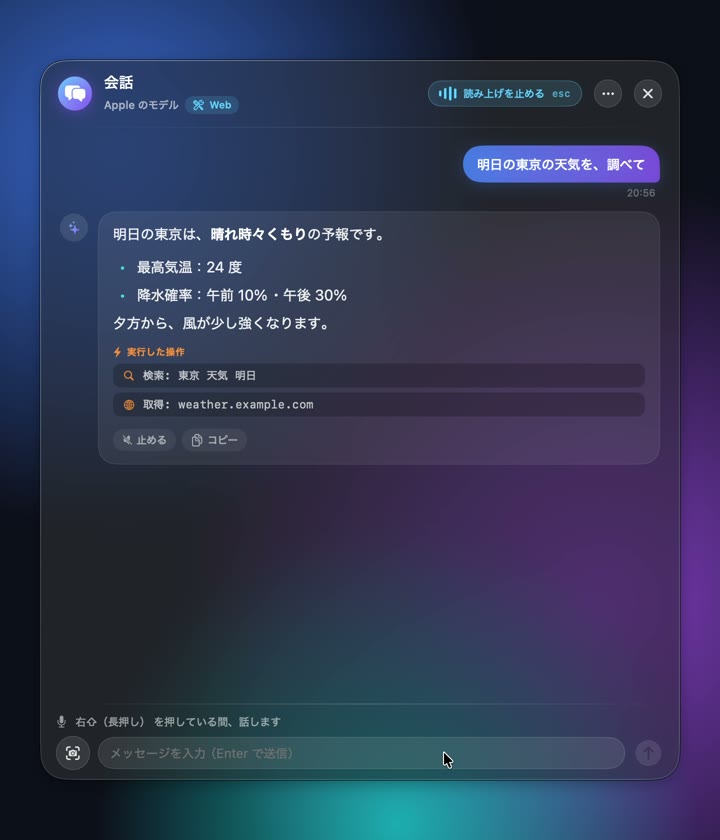 会話
Apple のモデル Web
読み上げを止める esc
明日の東京の天気を、調べて
20:56
明日の東京は、晴れ時々くもりの予報です。
• 最高気温：24 度
• 降水確率：午前 10%・午後 30%
夕方から、風が少し強くなります。
実行した操作
検索: 東京 天気 明日
取得: weather.example.com
止める コピー
右⇧（長押し） を押している間、話します
メッセージを入力（Enter で送信）